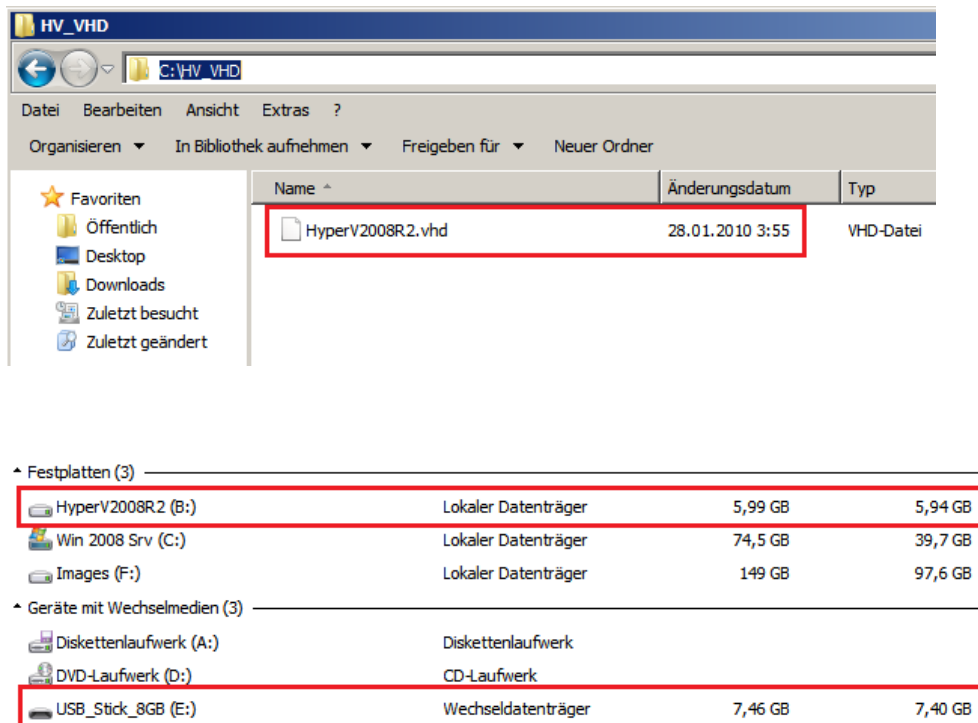 HV_VHD
C:\HV_VHD
Datei Bearbeiten Ansicht Extras ?
Organisieren In Bibliothek aufnehmen Freigeben für Neuer Ordner
Favoriten
Öffentlich
Desktop
Downloads
Zuletzt besucht
Zuletzt geändert
Name Änderungsdatum Typ
HyperV2008R2.vhd 28.01.2010 3:55 VHD-Datei
Festplatten (3)
HyperV2008R2 (B:) Lokaler Datenträger 5,99 GB 5,94 GB
Win 2008 Srv (C:) Lokaler Datenträger 74,5 GB 39,7 GB
Images (F:) Lokaler Datenträger 149 GB 97,6 GB
Geräte mit Wechselmedien (3)
Diskettenlaufwerk (A:) Diskettenlaufwerk
DVD-Laufwerk (D:) CD-Laufwerk
USB_Stick_8GB (E:) Wechseldatenträger 7,46 GB 7,40 GB